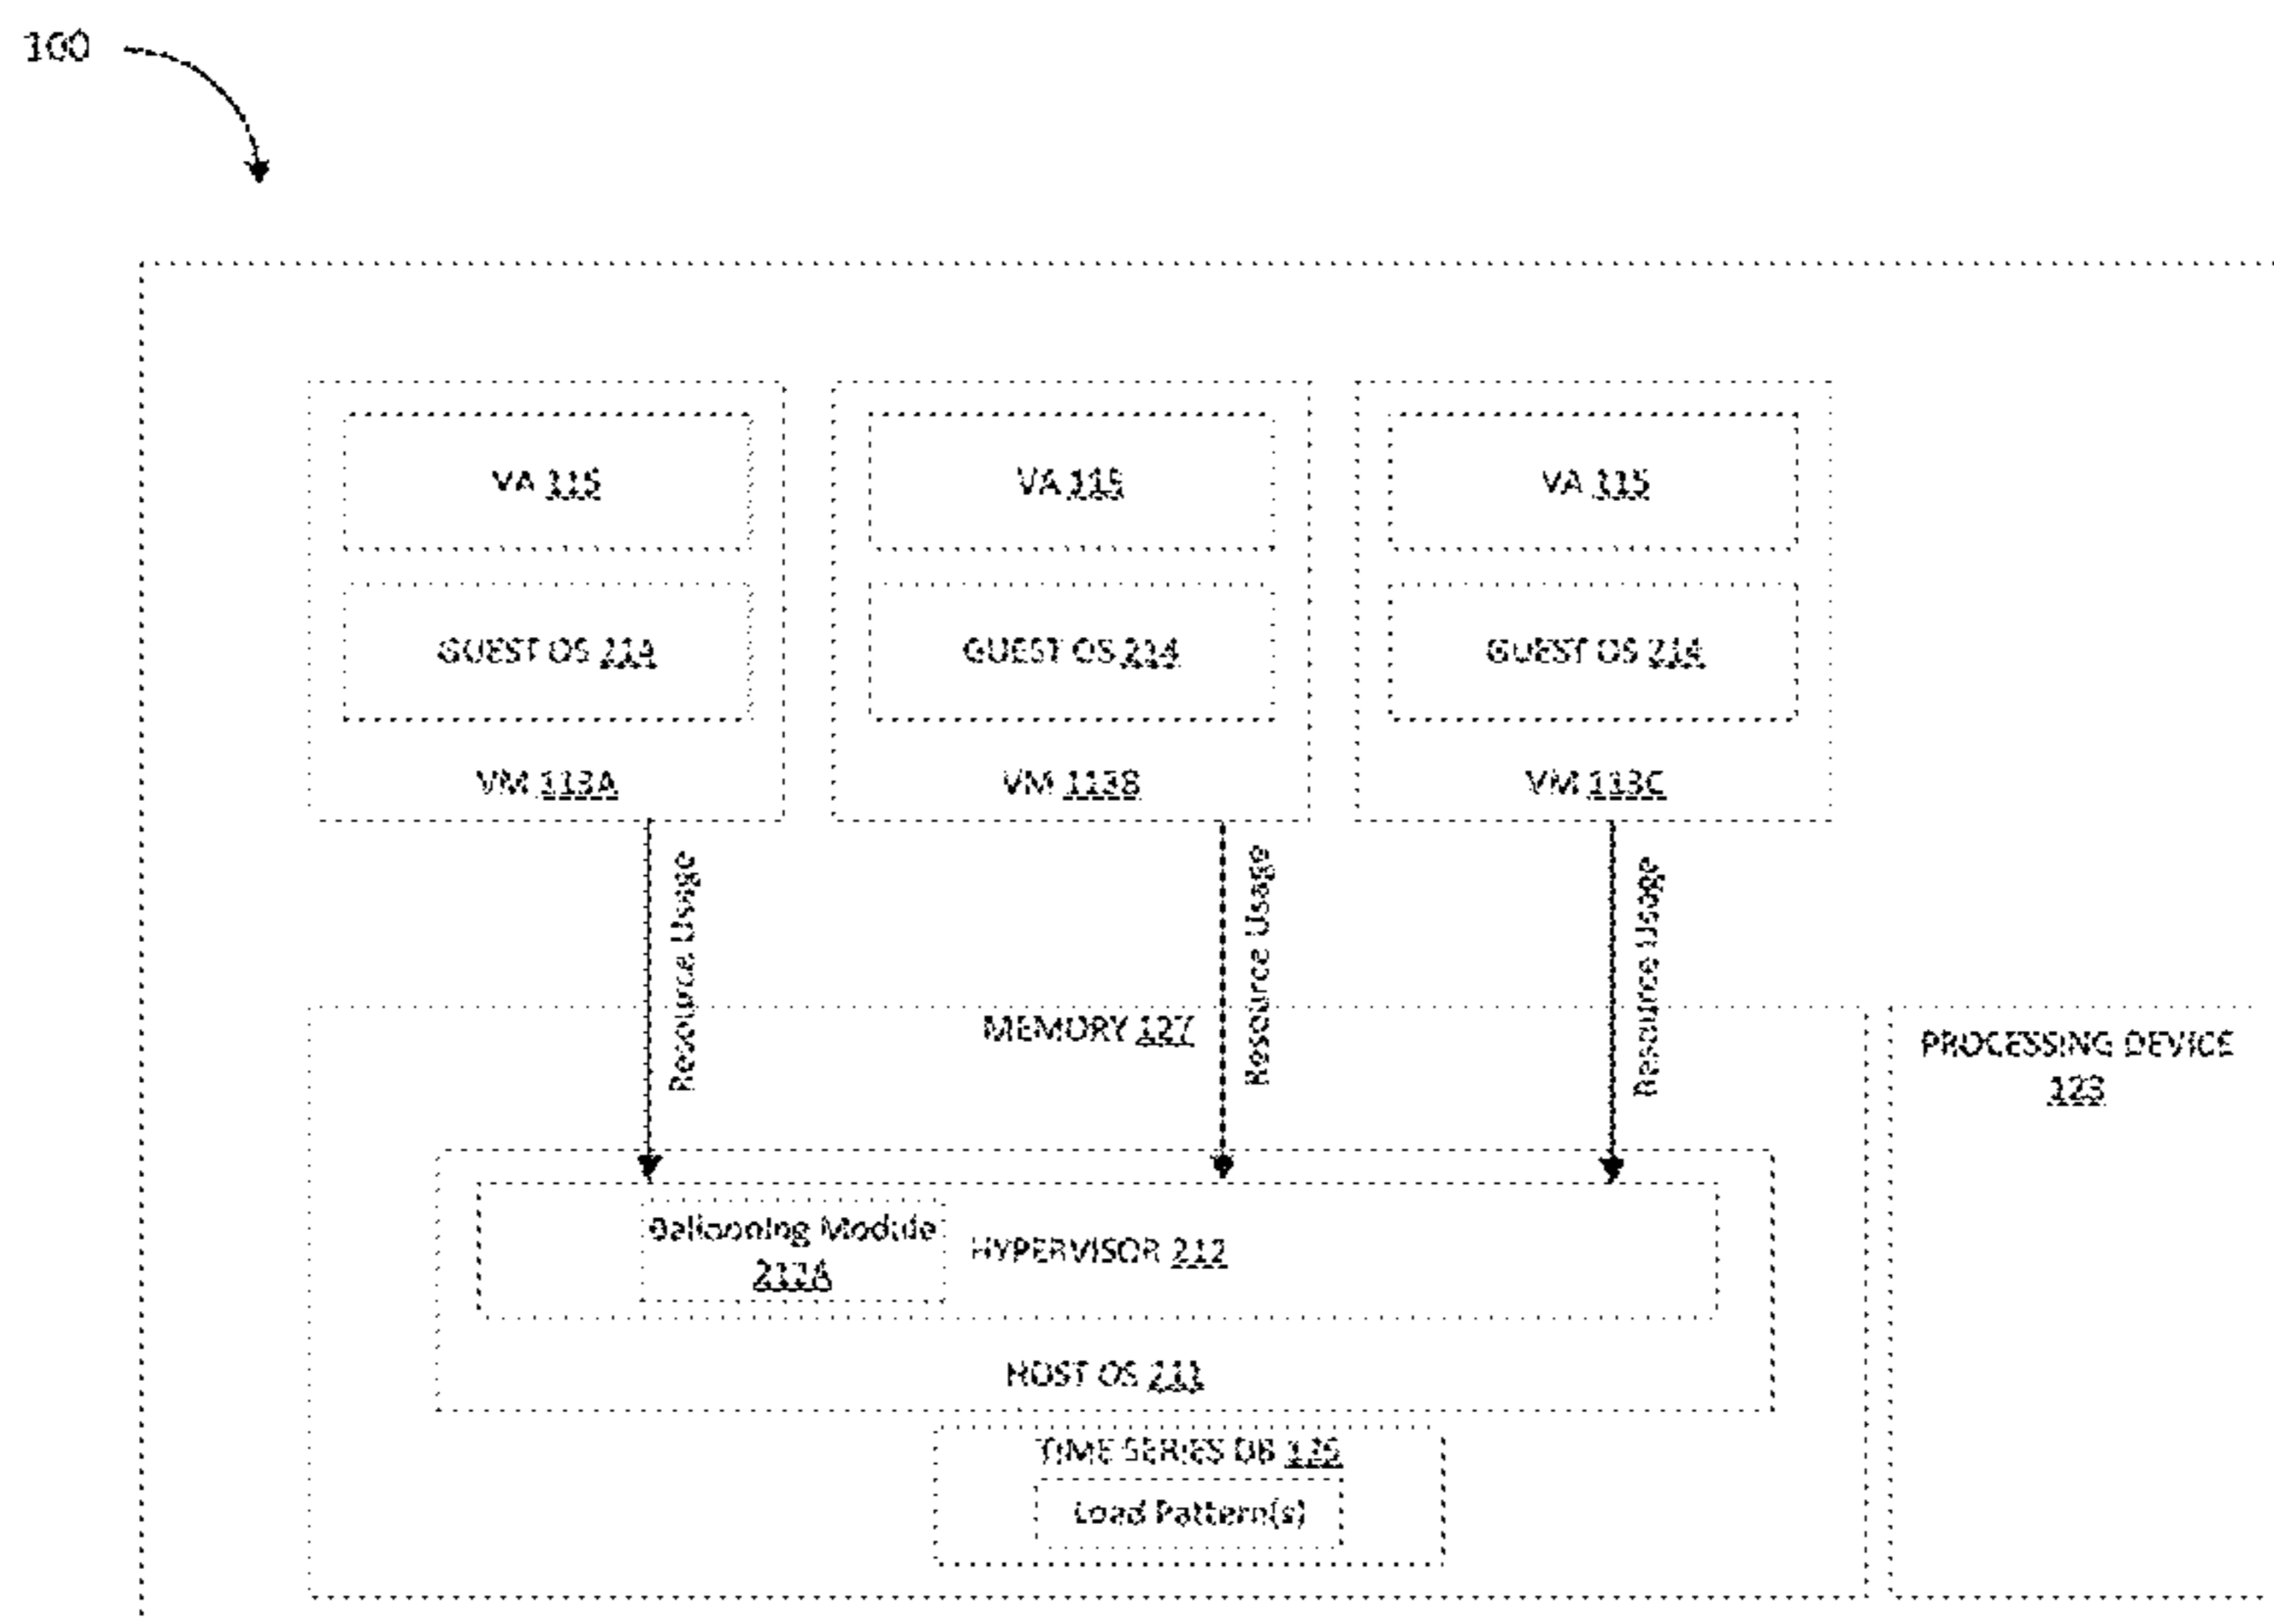 100
VA 115
VA 115
VA 115
GUEST OS 214
GUEST OS 214
GUEST OS 214
VM 113A
VM 113B
VM 113C
Resource Usage
Resource Usage
Resource Usage
MEMORY 127
PROCESSING DEVICE
123
Ballooning Module
212A
HYPERVISOR 212
HOST OS 211
TIME SERIES DB
Load Pattern(s)